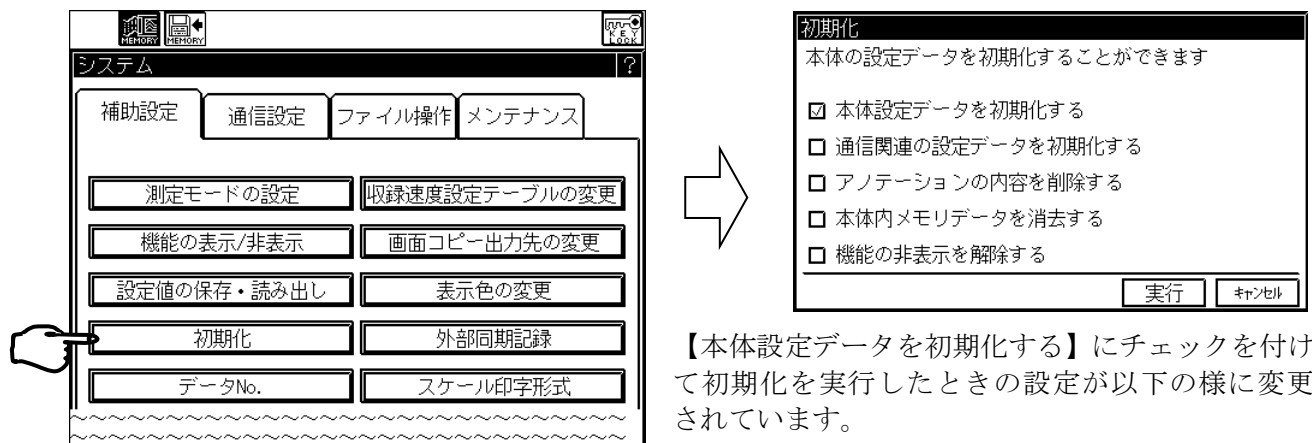 MEMORY
MEMORY
KEY
LOCK
システム
?
補助設定
通信設定
ファイル操作
メンテナンス
測定モードの設定
収録速度設定テーブルの変更
機能の表示/非表示
画面コピー出力先の変更
設定値の保存・読み出し
表示色の変更
初期化
外部同期記録
データNo.
スケール印字形式
初期化
本体の設定データを初期化することができます
☑ 本体設定データを初期化する
□ 通信関連の設定データを初期化する
□ アノテーションの内容を削除する
□ 本体内メモリデータを消去する
□ 機能の非表示を解除する
実行
キャンセル
【本体設定データを初期化する】にチェックを付け
て初期化を実行したときの設定が以下の様に変更
されています。